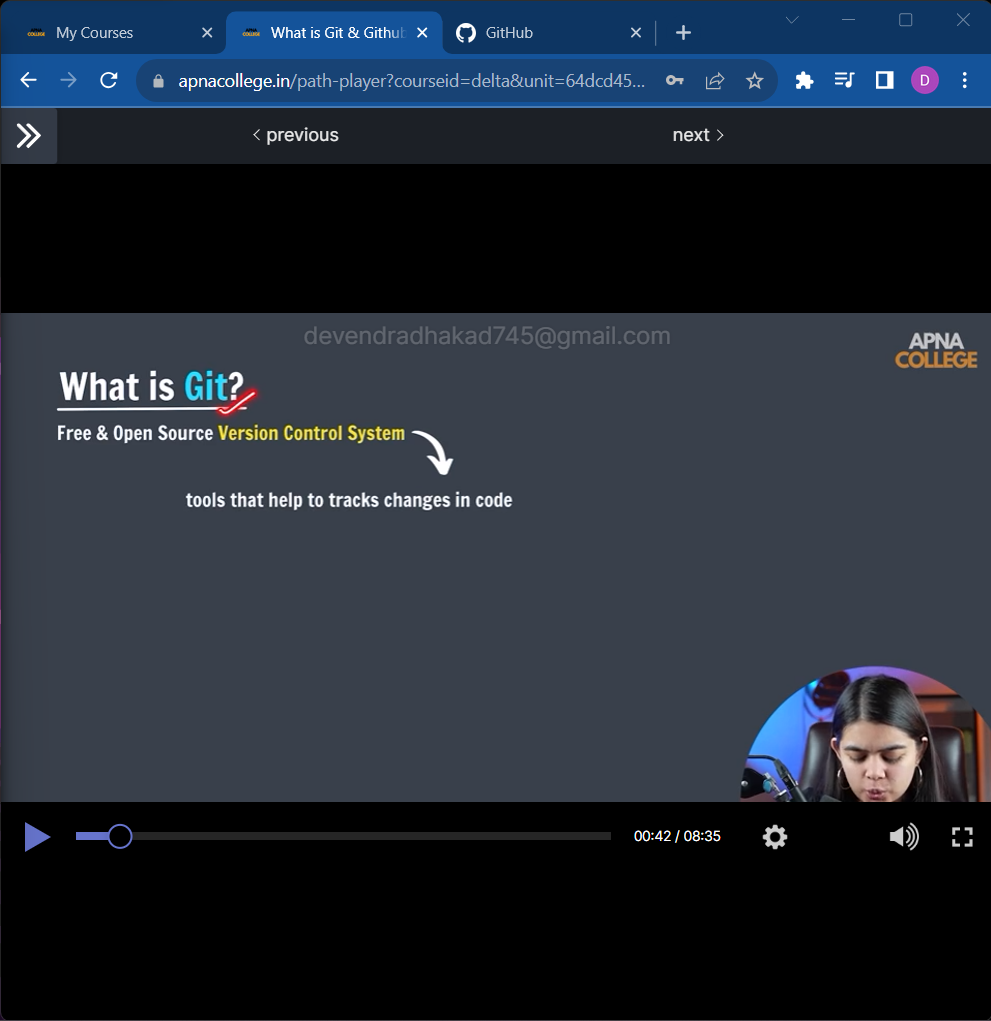 My Courses
What is Git & Githu
GitHub
apnacollege.in/path-player?courseid=delta&unit=64dcd45...
D
previous
next
devendradhakad745@gmail.com
APNA
COLLEGE
What is Git?
Free & Open Source Version Control System
tools that help to tracks changes in code
00:42 / 08:35